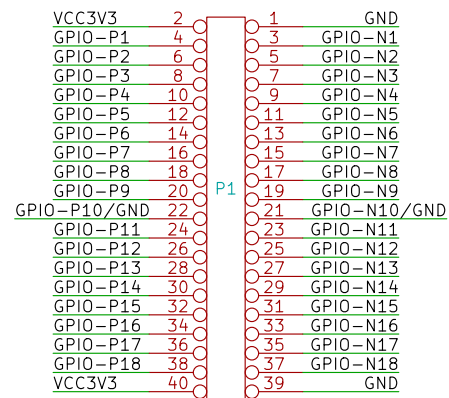 VCC3V3 2 1 GND
GPIO-P1 4 3 GPIO-N1
GPIO-P2 6 5 GPIO-N2
GPIO-P3 8 7 GPIO-N3
GPIO-P4 10 9 GPIO-N4
GPIO-P5 12 11 GPIO-N5
GPIO-P6 14 13 GPIO-N6
GPIO-P7 16 15 GPIO-N7
GPIO-P8 18 17 GPIO-N8
GPIO-P9 20 P1 19 GPIO-N9
GPIO-P10/GND 22 21 GPIO-N10/GND
GPIO-P11 24 23 GPIO-N11
GPIO-P12 26 25 GPIO-N12
GPIO-P13 28 27 GPIO-N13
GPIO-P14 30 29 GPIO-N14
GPIO-P15 32 31 GPIO-N15
GPIO-P16 34 33 GPIO-N16
GPIO-P17 36 35 GPIO-N17
GPIO-P18 38 37 GPIO-N18
VCC3V3 40 39 GND